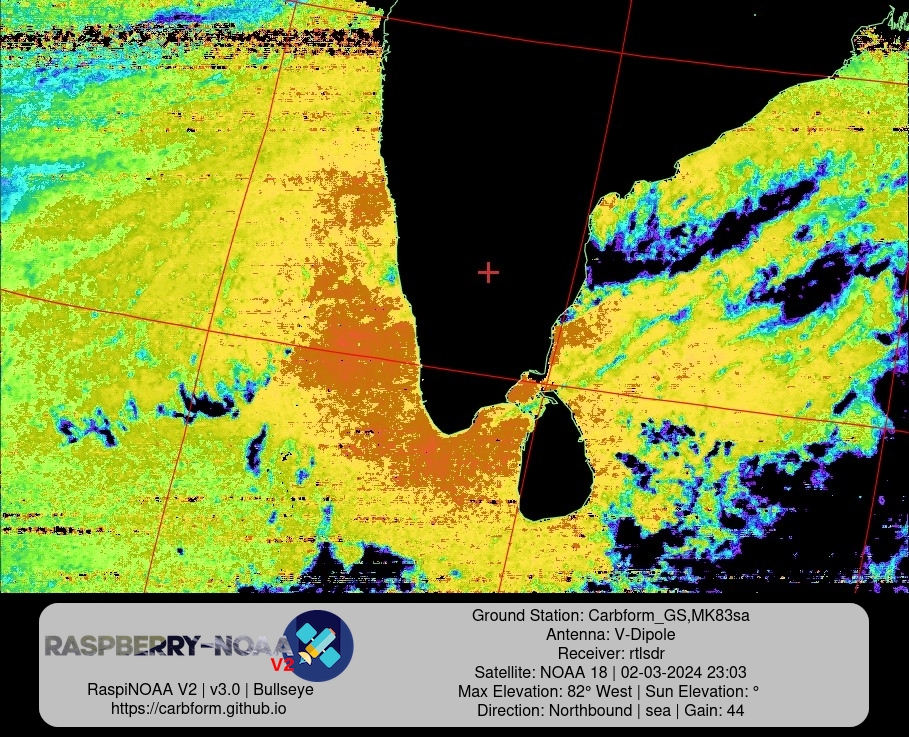 RASPBERRY-NOAA
V2
RaspiNOAA V2 | v3.0 | Bullseye
https://carbform.github.io
Ground Station: Carbform_GS,MK83sa
Antenna: V-Dipole
Receiver: rtlsdr
Satellite: NOAA 18 | 02-03-2024 23:03
Max Elevation: 82° West | Sun Elevation: °
Direction: Northbound | sea | Gain: 44